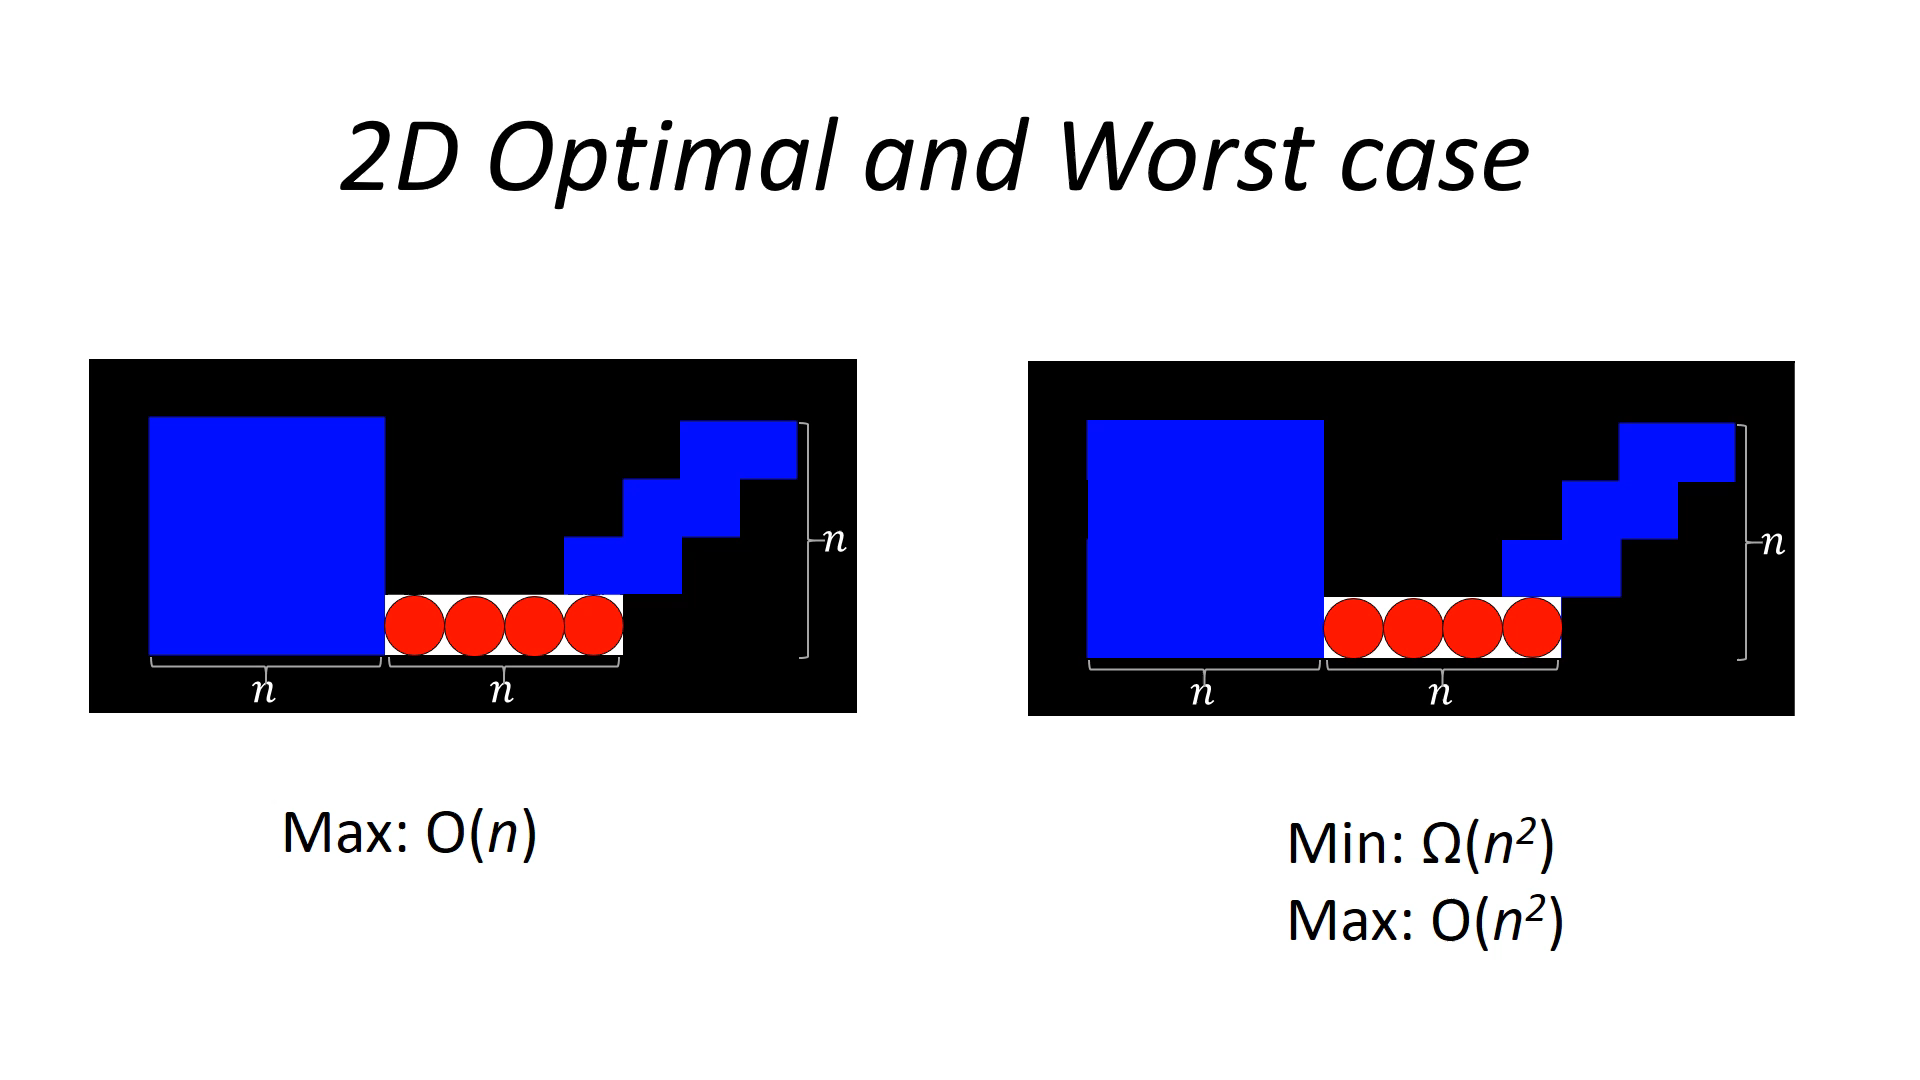 2D Optimal and Worst case
n
n
n
n
n
n
Max: O(n)
Min: Ω(n²)
Max: O(n²)